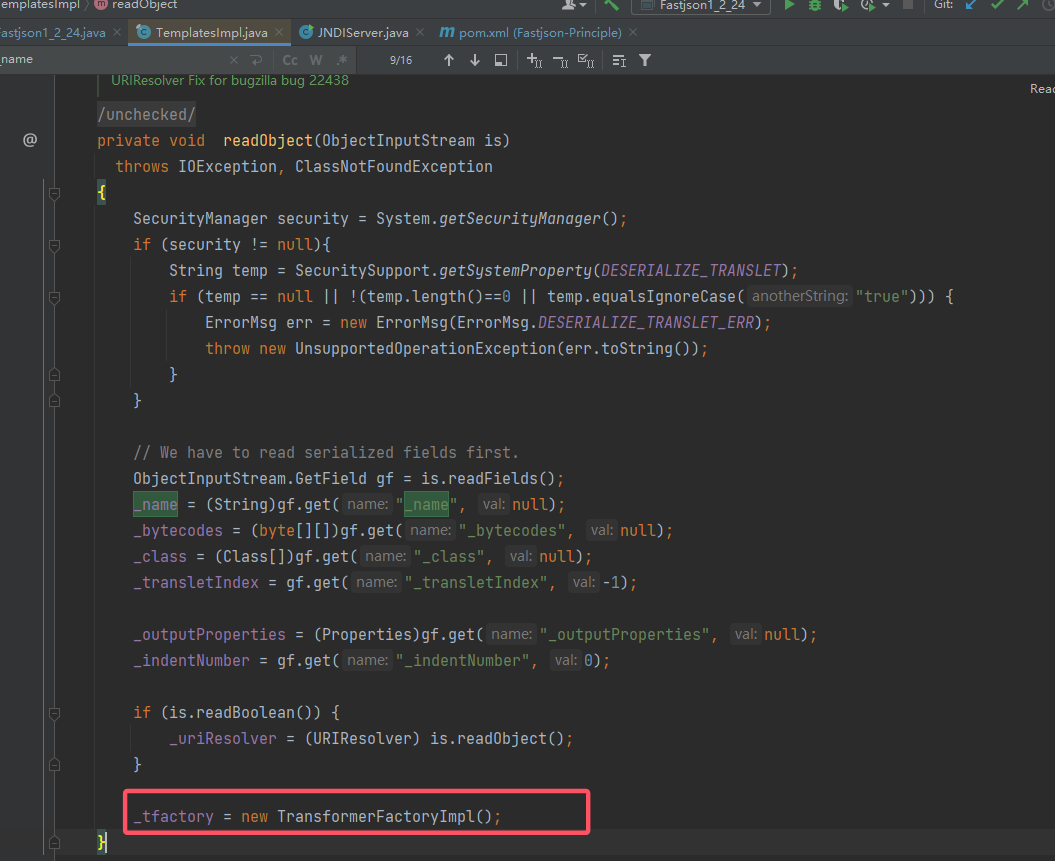 emplatesImpl readObject Fastjson1_2_24 Git:
astjson1_2_24.java × TemplatesImpl.java × JNDIServer.java × pom.xml (Fastjson-Principle) ×
_name × Cc W .* 9/16
URIResolver Fix for bugzilla bug 22438
Read
/unchecked/
@ private void readObject(ObjectInputStream is)
throws IOException, ClassNotFoundException
{
SecurityManager security = System.getSecurityManager();
if (security != null){
String temp = SecuritySupport.getSystemProperty(DESERIALIZE_TRANSLET);
if (temp == null || !(temp.length()==0 || temp.equalsIgnoreCase( anotherString: "true"))) {
ErrorMsg err = new ErrorMsg(ErrorMsg.DESERIALIZE_TRANSLET_ERR);
throw new UnsupportedOperationException(err.toString());
}
}
// We have to read serialized fields first.
ObjectInputStream.GetField gf = is.readFields();
_name = (String)gf.get( name: "_name", val: null);
_bytecodes = (byte[][])gf.get( name: "_bytecodes", val: null);
_class = (Class[])gf.get( name: "_class", val: null);
_transletIndex = gf.get( name: "_transletIndex", val: -1);
_outputProperties = (Properties)gf.get( name: "_outputProperties", val: null);
_indentNumber = gf.get( name: "_indentNumber", val: 0);
if (is.readBoolean()) {
_uriResolver = (URIResolver) is.readObject();
}
_tfactory = new TransformerFactoryImpl();
}